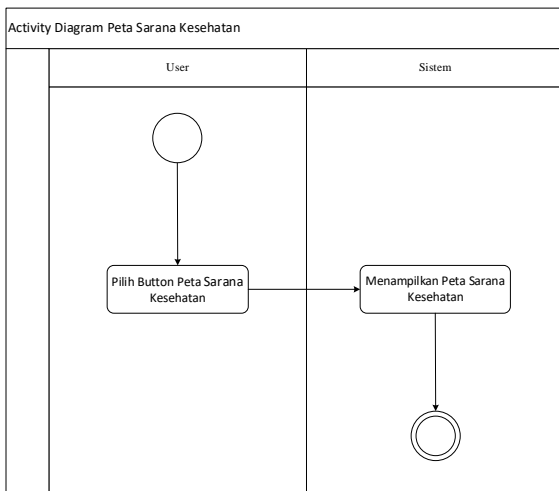 Activity Diagram Peta Sarana Kesehatan
User
Sistem
Pilih Button Peta Sarana
Kesehatan
Menampilkan Peta Sarana
Kesehatan